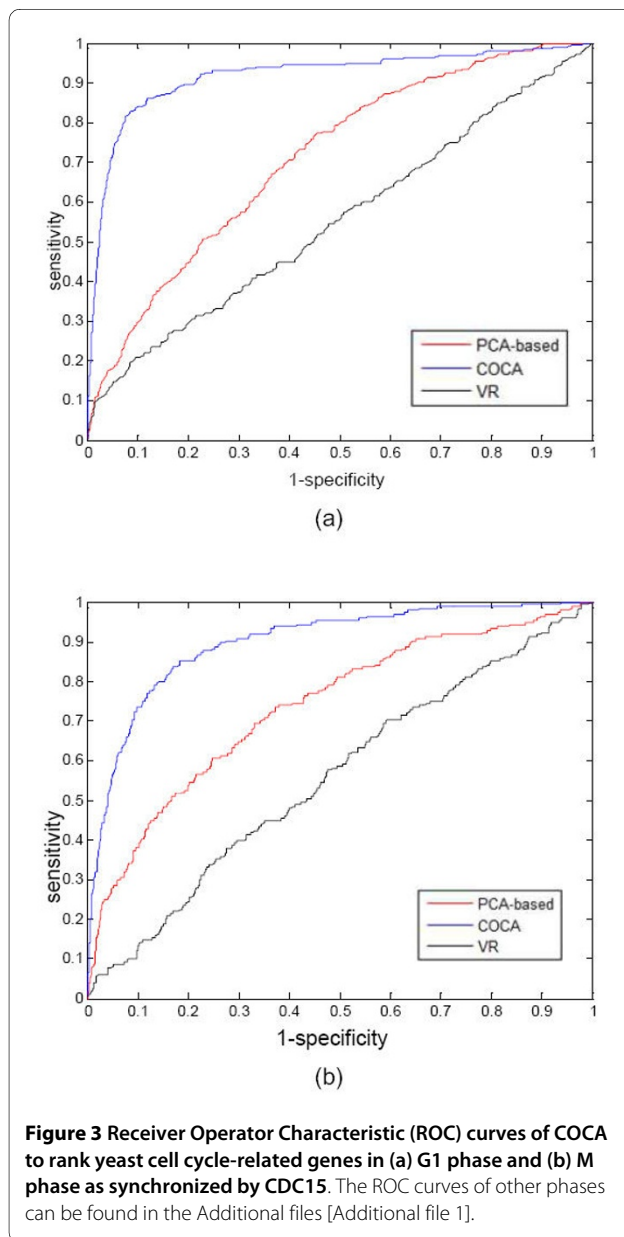 1
0.9
0.8
0.7
0.6
0.5
0.4
0.3
0.2
0.1
0
sensitivity
PCA-based
COCA
VR
0 0.1 0.2 0.3 0.4 0.5 0.6 0.7 0.8 0.9 1
1-specificity
(a)
1
0.9
0.8
0.7
0.6
0.5
0.4
0.3
0.2
0.1
0
sensitivity
PCA-based
COCA
VR
0 0.1 0.2 0.3 0.4 0.5 0.6 0.7 0.8 0.9 1
1-specificity
(b)
Figure 3 Receiver Operator Characteristic (ROC) curves of COCA
to rank yeast cell cycle-related genes in (a) G1 phase and (b) M
phase as synchronized by CDC15. The ROC curves of other phases
can be found in the Additional files [Additional file 1].